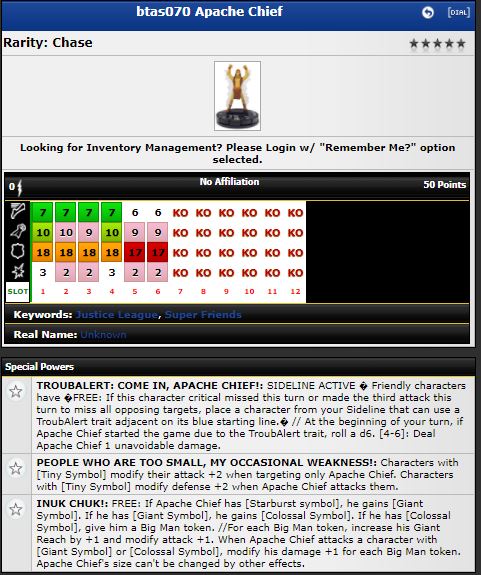 btas070 Apache Chief [DIAL]
Rarity: Chase
Looking for Inventory Management? Please Login w/ "Remember Me?" option
selected.
0 No Affiliation 50 Points
7 7 7 7 6 6 KO KO KO KO KO KO
10 10 9 10 9 9 KO KO KO KO KO KO
18 18 18 18 17 17 KO KO KO KO KO KO
3 2 2 3 2 2 KO KO KO KO KO KO
SLOT 1 2 3 4 5 6 7 8 9 10 11 12
Keywords: Justice League, Super Friends
Real Name: Unknown
Special Powers
TROUBALERT: COME IN, APACHE CHIEF!: SIDELINE ACTIVE � Friendly characters
have �FREE: If this character critical missed this turn or made the third attack this
turn to miss all opposing targets, place a character from your Sideline that can use a
TroubAlert trait adjacent on its blue starting line.� // At the beginning of your turn, if
Apache Chief started the game due to the TroubAlert trait, roll a d6. [4-6]: Deal
Apache Chief 1 unavoidable damage.
PEOPLE WHO ARE TOO SMALL, MY OCCASIONAL WEAKNESS!: Characters with
[Tiny Symbol] modify their attack +2 when targeting only Apache Chief. Characters
with [Tiny Symbol] modify defense +2 when Apache Chief attacks them.
INUK CHUK!: FREE: If Apache Chief has [Starburst symbol], he gains [Giant
Symbol]. If he has [Giant Symbol], he gains [Colossal Symbol]. If he has [Colossal
Symbol], give him a Big Man token. //For each Big Man token, increase his Giant
Reach by +1 and modify attack +1. When Apache Chief attacks a character with
[Giant Symbol] or [Colossal Symbol], modify his damage +1 for each Big Man token.
Apache Chief's size can't be changed by other effects.